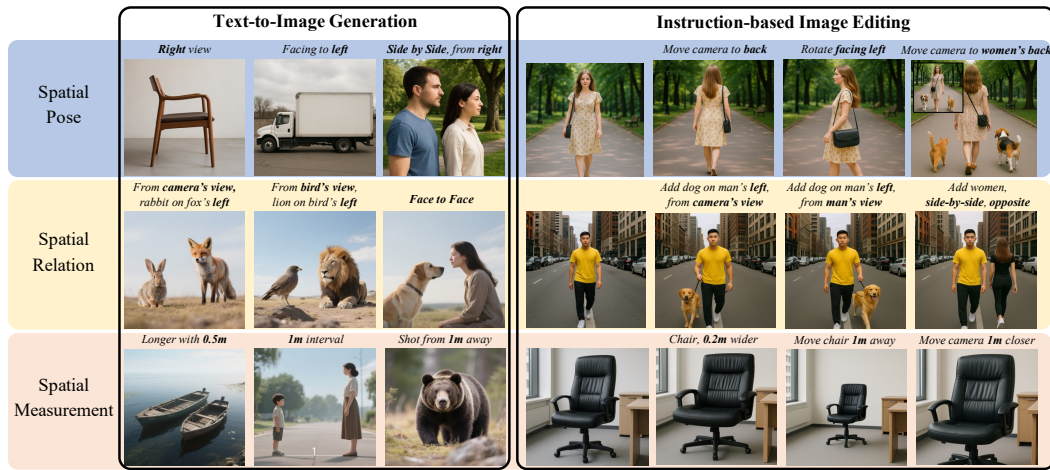 Text-to-Image Generation
Instruction-based Image Editing
Spatial
Pose
Right view
Facing to left
Side by Side, from right
Move camera to back
Rotate facing left
Move camera to women's back
Spatial
Relation
From camera's view,
rabbit on fox's left
From bird's view,
lion on bird's left
Face to Face
Add dog on man's left,
from camera's view
Add dog on man's left,
from man's view
Add women,
side-by-side, opposite
Spatial
Measurement
Longer with 0.5m
1m interval
Shot from 1m away
Chair, 0.2m wider
Move chair 1m away
Move camera 1m closer
1